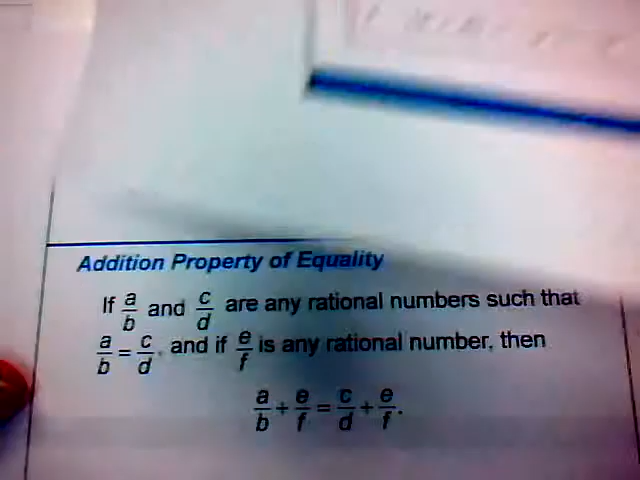 Addition Property of Equality
If a/b and c/d are any rational numbers such that
a/b = c/d, and if e/f is any rational number, then
a/b + e/f = c/d + e/f.